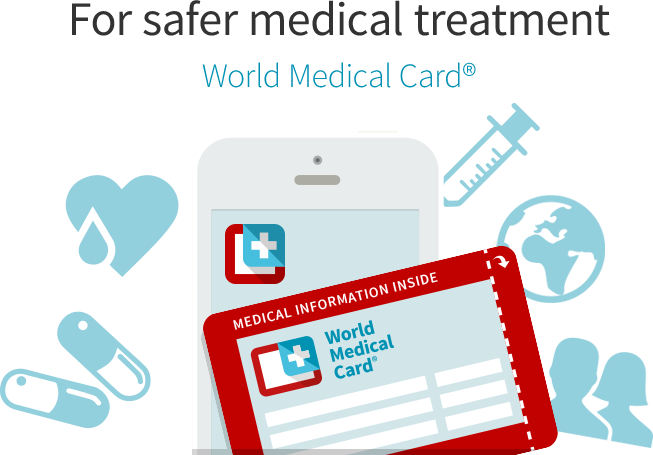 For safer medical treatment
World Medical Card®
MEDICAL INFORMATION INSIDE
World
Medical
Card®